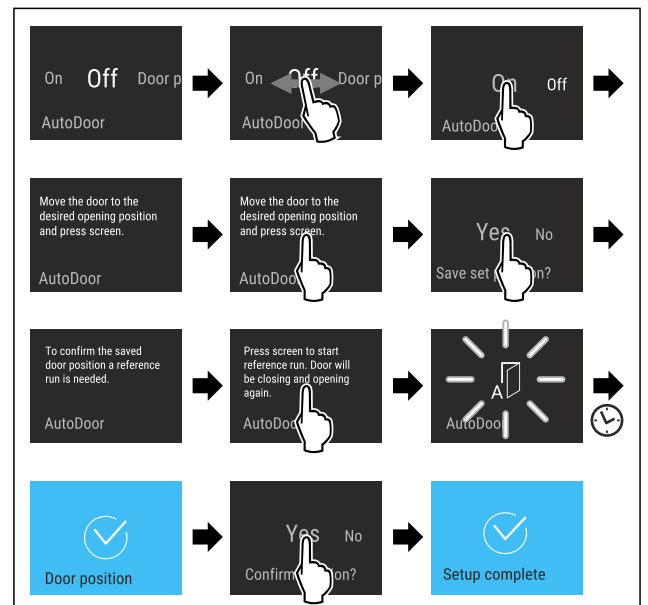 On Off Door p
AutoDoor
On Off Door p
AutoDoor
On Off
AutoDoo
Move the door to the
desired opening position
and press screen.
AutoDoor
Move the door to the
desired opening position
and press screen.
AutoDoo
Yes No
Save set p on?
To confirm the saved
door position a reference
run is needed.
AutoDoor
Press screen to start
reference run. Door will
be closing and opening
again.
AutoDoo
A
AutoDoo
Door position
Yes No
Confirm on?
Setup complete